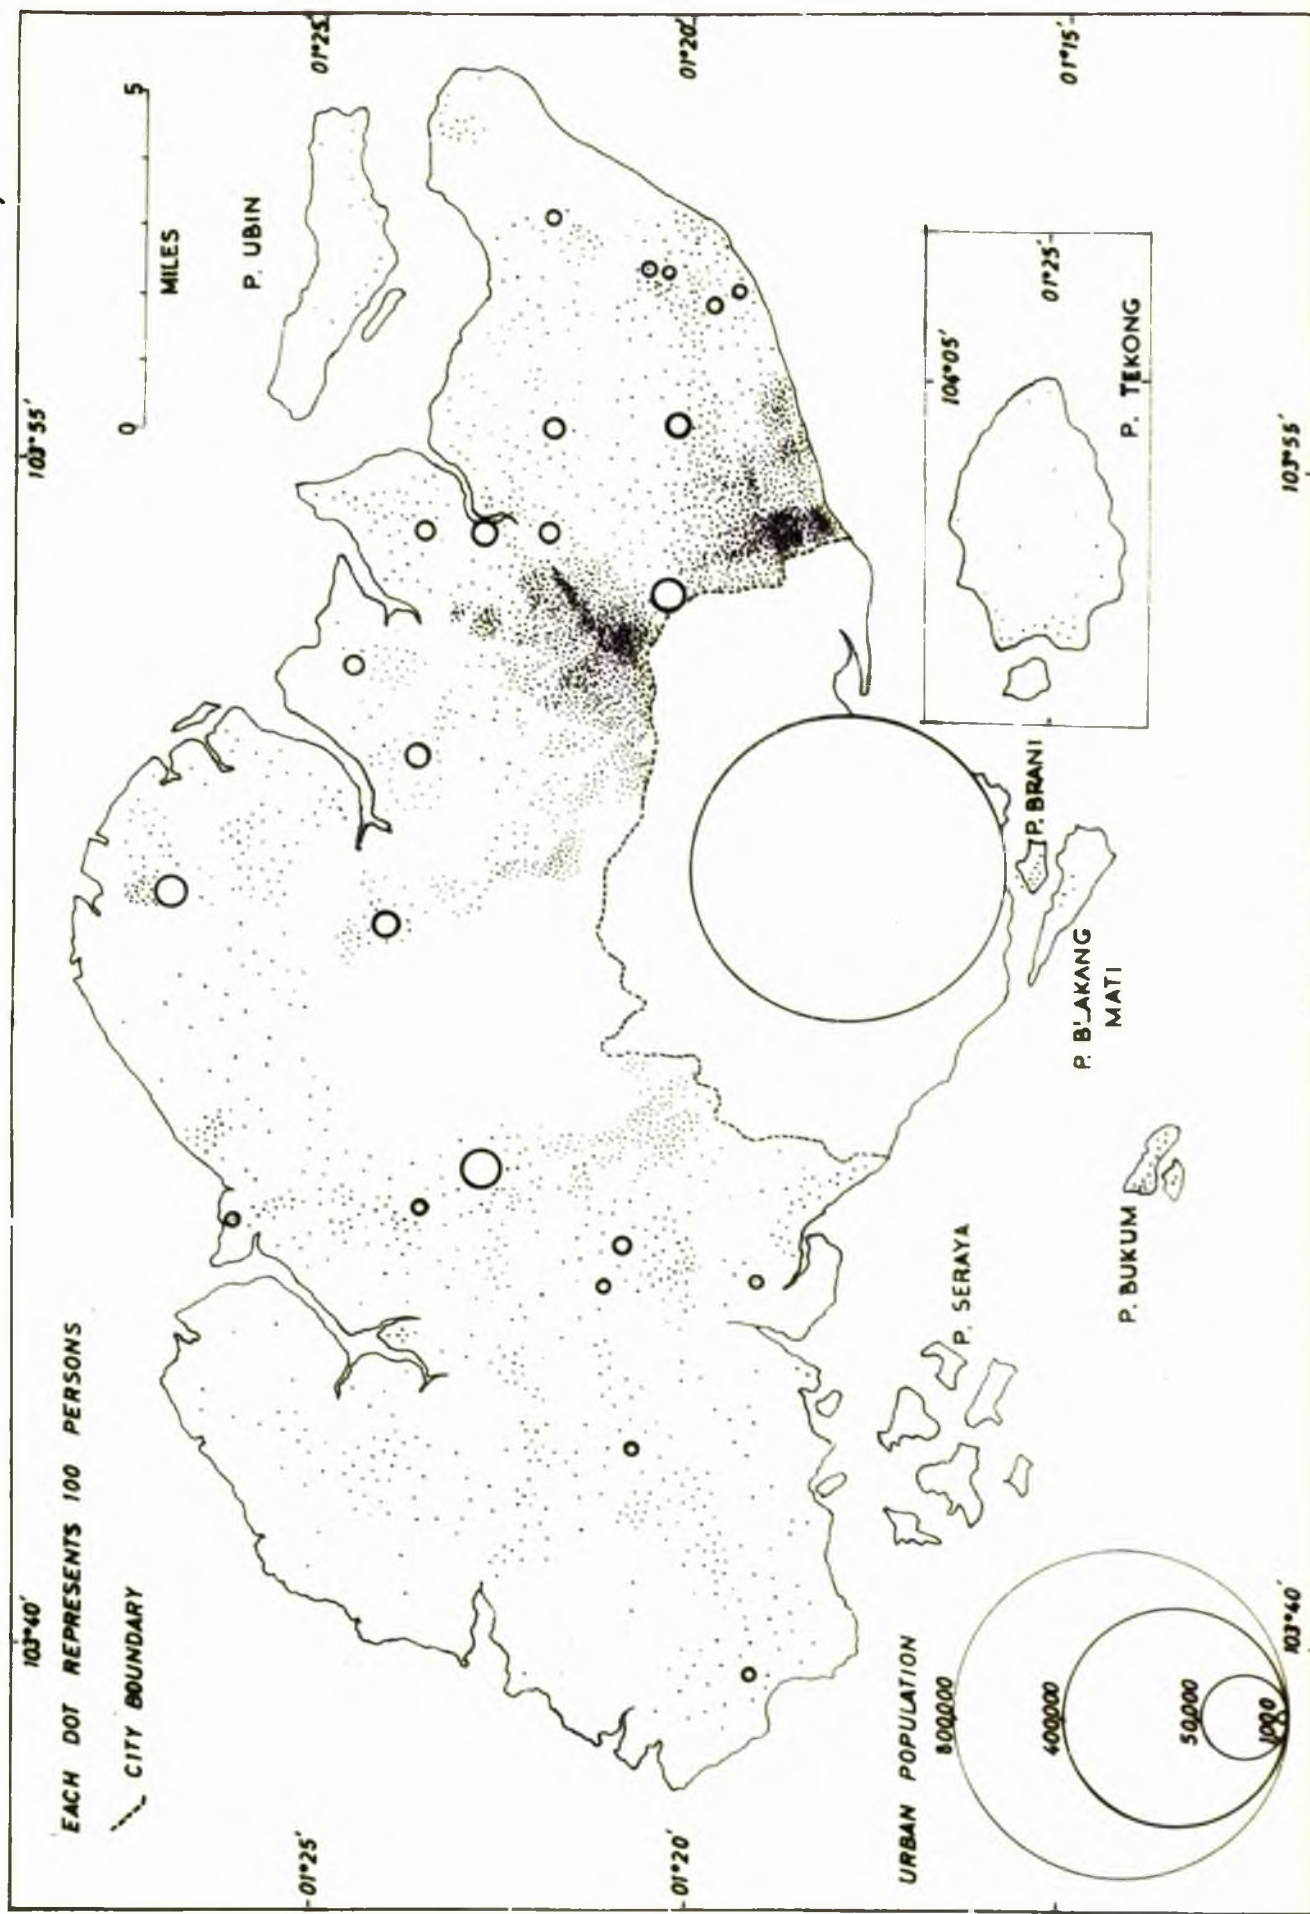 103°40'
103°55'
EACH DOT REPRESENTS 100 PERSONS
CITY BOUNDARY
0
5
MILES
P. UBIN
01°25'
01°25'
01°20'
01°20'
01°15'
104°05'
01°25'
P. TEKONG
P. BRANI
P. BLAKANG
MATI
P. SERAYA
P. BUKUM
URBAN POPULATION
800,000
400,000
50,000
1000
103°40'
103°55'